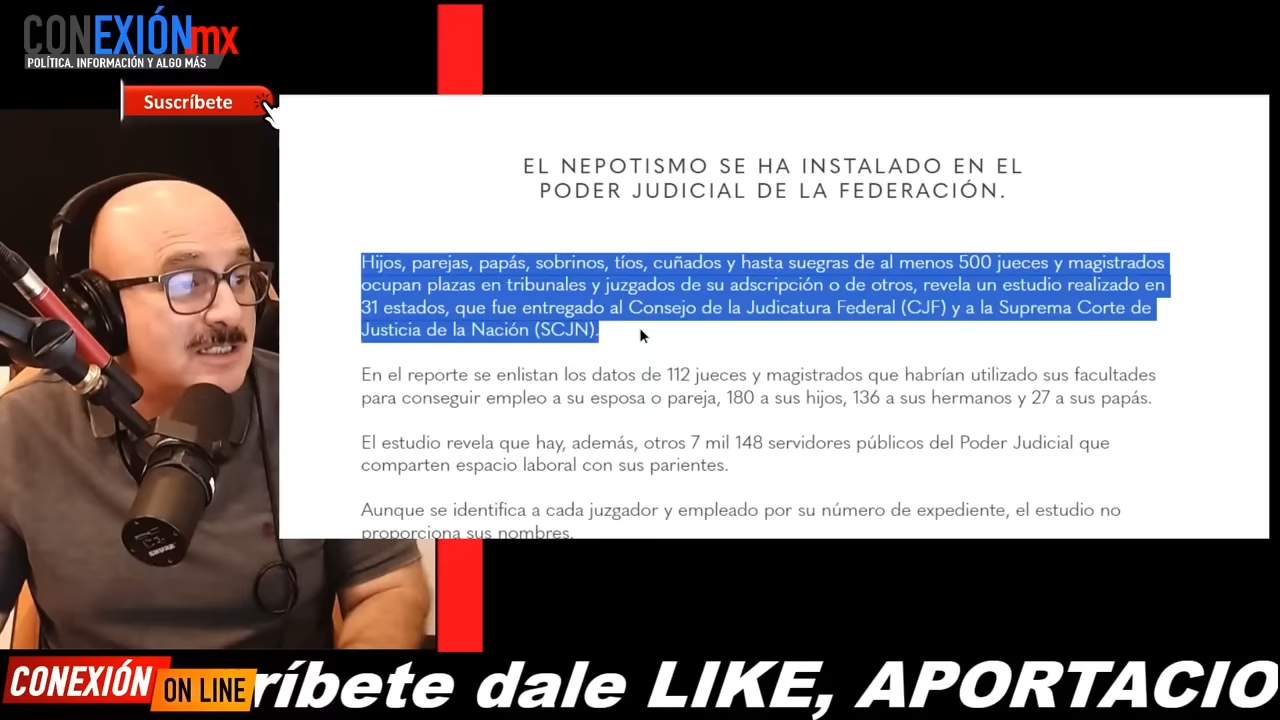 CONEXIÓNmx
POLÍTICA, INFORMACIÓN Y ALGO MÁS
Suscríbete
EL NEPOTISMO SE HA INSTALADO EN EL
PODER JUDICIAL DE LA FEDERACIÓN.
Hijos, parejas, papás, sobrinos, tíos, cuñados y hasta suegras de al menos 500 jueces y magistrados
ocupan plazas en tribunales y juzgados de su adscripción o de otros, revela un estudio realizado en
31 estados, que fue entregado al Consejo de la Judicatura Federal (CJF) y a la Suprema Corte de
Justicia de la Nación (SCJN).
En el reporte se enlistan los datos de 112 jueces y magistrados que habrían utilizado sus facultades
para conseguir empleo a su esposa o pareja, 180 a sus hijos, 136 a sus hermanos y 27 a sus papás.
El estudio revela que hay, además, otros 7 mil 148 servidores públicos del Poder Judicial que
comparten espacio laboral con sus parientes.
Aunque se identifica a cada juzgador y empleado por su número de expediente, el estudio no
proporciona sus nombres.
SHURE
CONEXIÓN ON LINE
ríbete dale LIKE, APORTACIO